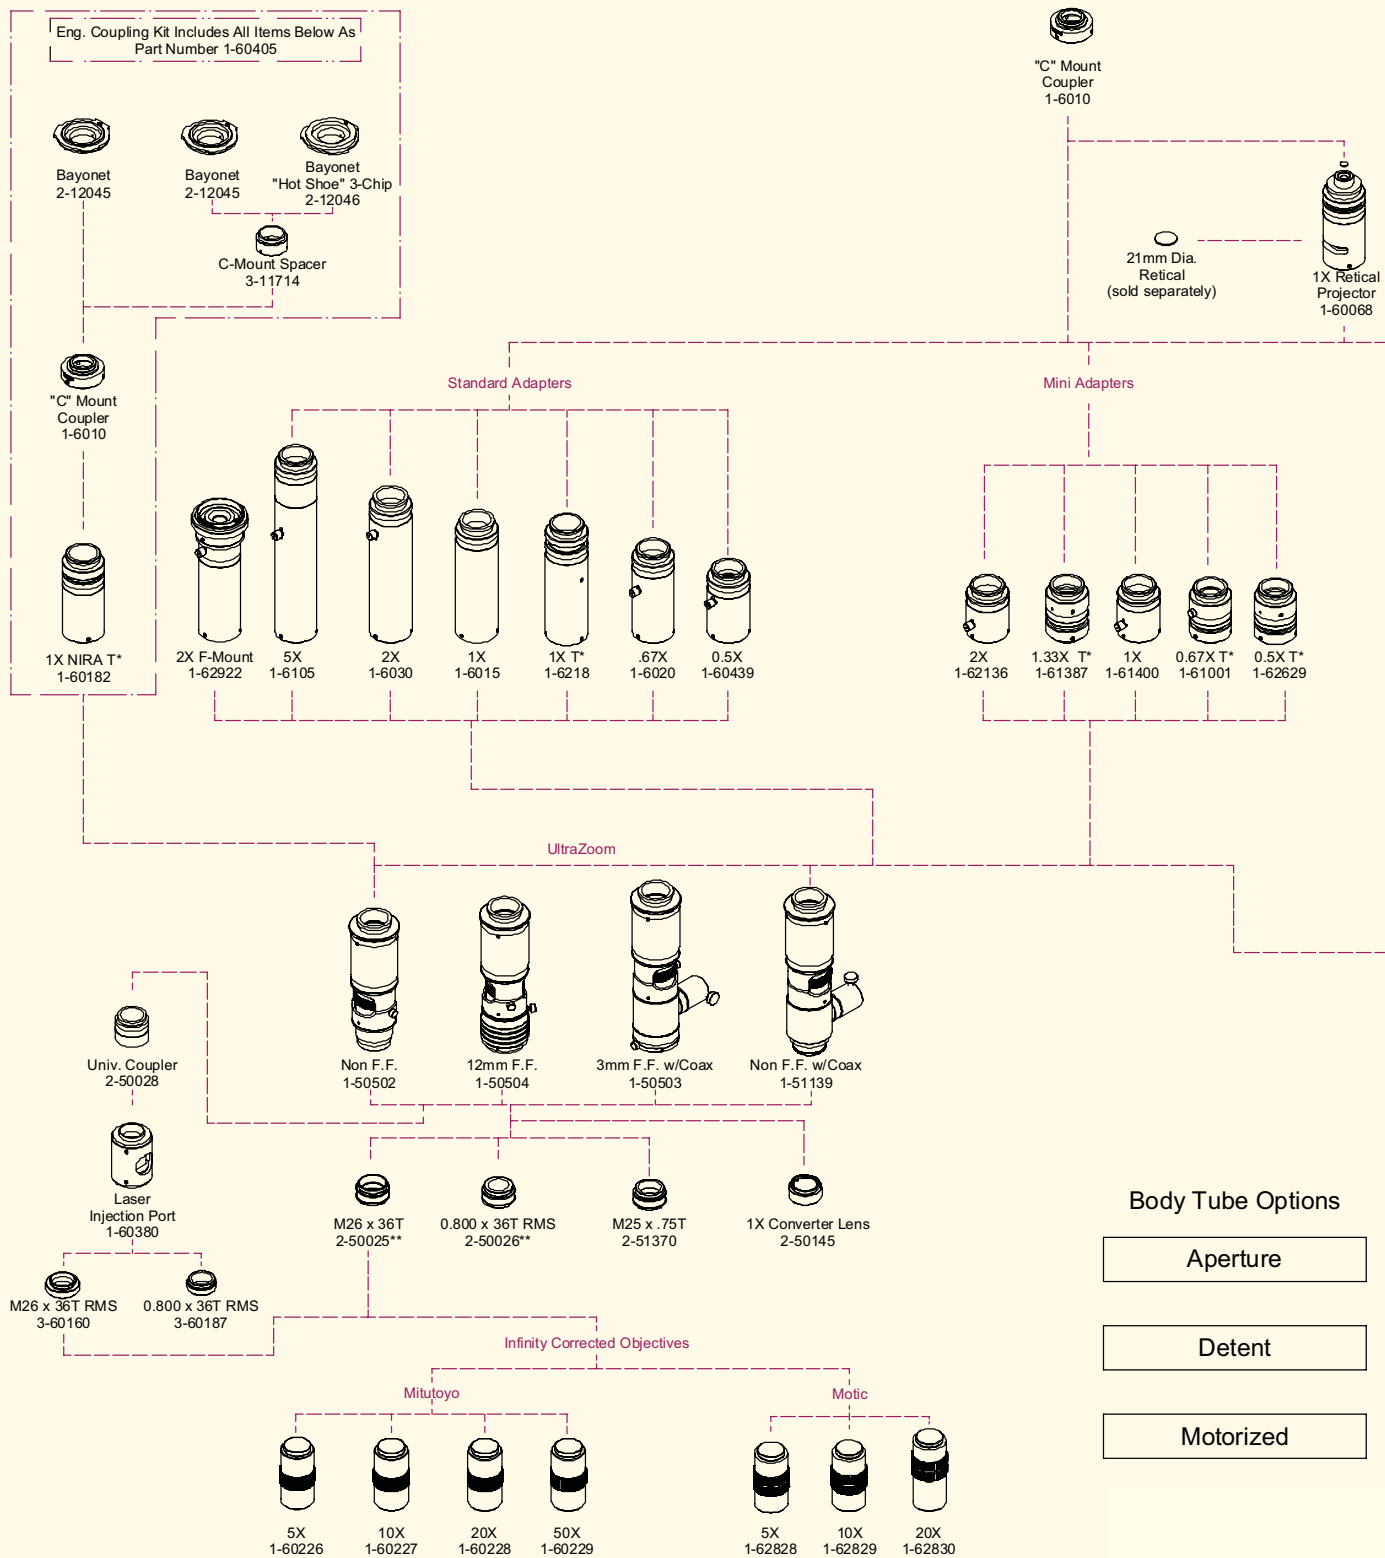 Eng. Coupling Kit Includes All Items Below As
Part Number 1-60405
"C" Mount
Coupler
1-6010
Bayonet
2-12045
Bayonet
2-12045
Bayonet
"Hot Shoe" 3-Chip
2-12046
C-Mount Spacer
3-11714
21mm Dia.
Retical
(sold separately)
1X Retical
Projector
1-60068
"C" Mount
Coupler
1-6010
Standard Adapters
Mini Adapters
1X NIRA T*
1-60182
2X F-Mount
1-62922
5X
1-6105
2X
1-6030
1X
1-6015
1X T*
1-6218
.67X
1-6020
0.5X
1-60439
2X
1-62136
1.33X T*
1-61387
1X
1-61400
0.67X T*
1-61001
0.5X T*
1-62629
UltraZoom
Univ. Coupler
2-50028
Non F.F.
1-50502
12mm F.F.
1-50504
3mm F.F. w/Coax
1-50503
Non F.F. w/Coax
1-51139
Laser
Injection Port
1-60380
M26 x 36T
2-50025**
0.800 x 36T RMS
2-50026**
M25 x .75T
2-51370
1X Converter Lens
2-50145
M26 x 36T RMS
3-60160
0.800 x 36T RMS
3-60187
Body Tube Options
Aperture
Detent
Motorized
Infinity Corrected Objectives
Mitutoyo
Motic
5X
1-60226
10X
1-60227
20X
1-60228
50X
1-60229
5X
1-62828
10X
1-62829
20X
1-62830